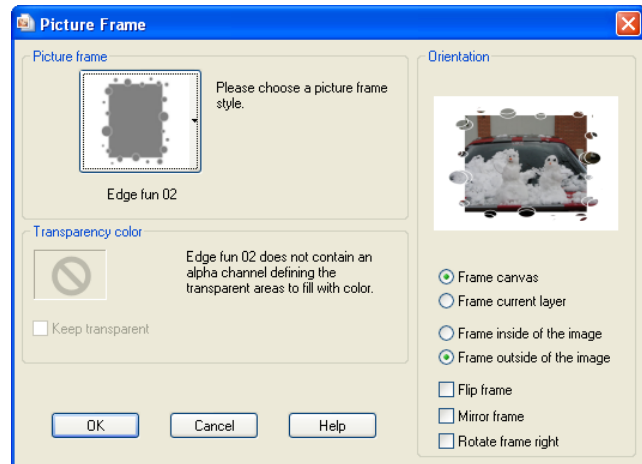 Picture Frame
Picture frame
Please choose a picture frame
style.
Edge fun 02
Transparency color
Edge fun 02 does not contain an
alpha channel defining the
transparent areas to fill with color.
Keep transparent
OK
Cancel
Help
Orientation
Frame canvas
Frame current layer
Frame inside of the image
Frame outside of the image
Flip frame
Mirror frame
Rotate frame right